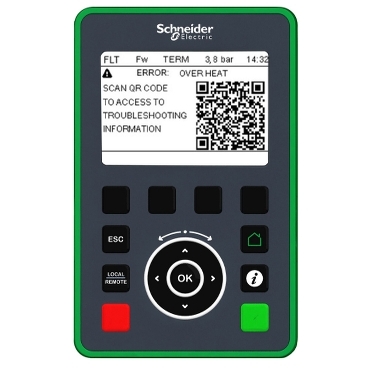 Schneider
Electric
FLT Fw TERM 3,8 bar 14:32
ERROR: OVER HEAT
SCAN QR CODE
TO ACCESS TO
TROUBLESHOOTING
INFORMATION
ESC
LOCAL
REMOTE
OK
i